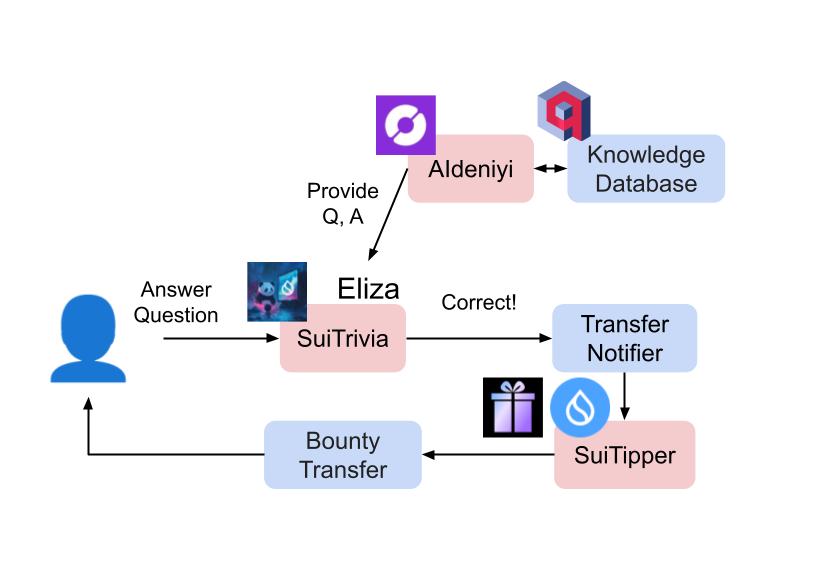 AIdeniyi
Knowledge
Database
Provide
Q, A
Eliza
Answer
Question
SuiTrivia
Correct!
Transfer
Notifier
Bounty
Transfer
SuiTipper